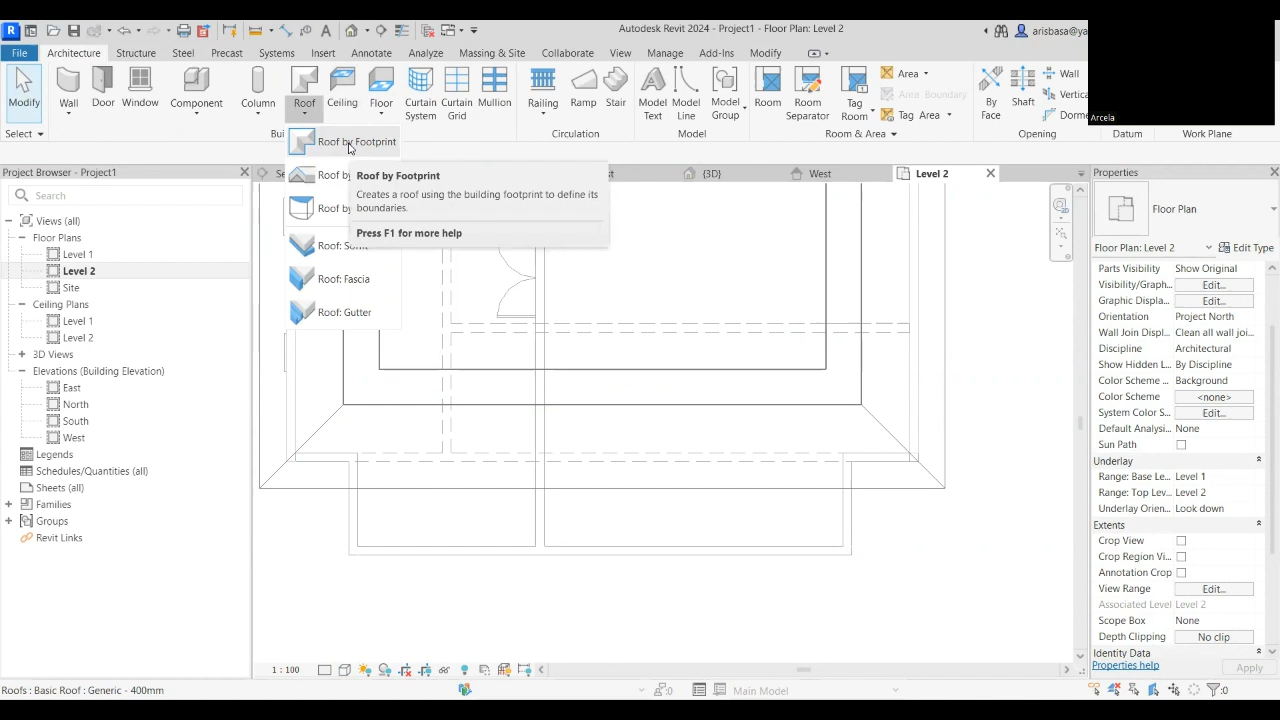 Autodesk Revit 2024 - Project1 - Floor Plan: Level 2
arisbasa@
File Architecture Structure Steel Precast Systems Insert Annotate Analyze Massing & Site Collaborate View Manage Add- Modify
Modify Wall Door Window Component Column Roof Ceiling Floor Curtain System Curtain Grid Mullion Railing Ramp Stair Model Text Model Line Model Group Room Room Separator Tag Room Area Area Boundary Tag Area By Face Shaft Wall Vertica Dorme
Arcela
Select Bui Circulation Model Room & Area Opening Datum Work Plane
Roof by Footprint
Roof by
Roof by
Roof: Soffit
Roof: Fascia
Roof: Gutter
Roof by Footprint
Creates a roof using the building footprint to define its
boundaries.
Press F1 for more help
Project Browser - Project1
Search
Views (all)
Floor Plans
Level 1
Level 2
Site
Ceiling Plans
Level 1
Level 2
3D Views
Elevations (Building Elevation)
East
North
South
West
Legends
Schedules/Quantities (all)
Sheets (all)
Families
Groups
Revit Links
Se st {3D} West Level 2
Properties
Floor Plan
Floor Plan: Level 2 Edit Type
Parts Visibility Show Original
Visibility/Graph... Edit...
Graphic Displa... Edit...
Orientation Project North
Wall Join Displ... Clean all wall joi...
Discipline Architectural
Show Hidden L... By Discipline
Color Scheme ... Background
Color Scheme <none>
System Color S... Edit...
Default Analysi... None
Sun Path
Underlay
Range: Base Le... Level 1
Range: Top Lev... Level 2
Underlay Orien... Look down
Extents
Crop View
Crop Region Vi...
Annotation Crop
View Range Edit...
Associated Level Level 2
Scope Box None
Depth Clipping No clip
Identity Data
Properties help Apply
1 : 100
Roofs : Basic Roof : Generic - 400mm
:0 Main Model :0